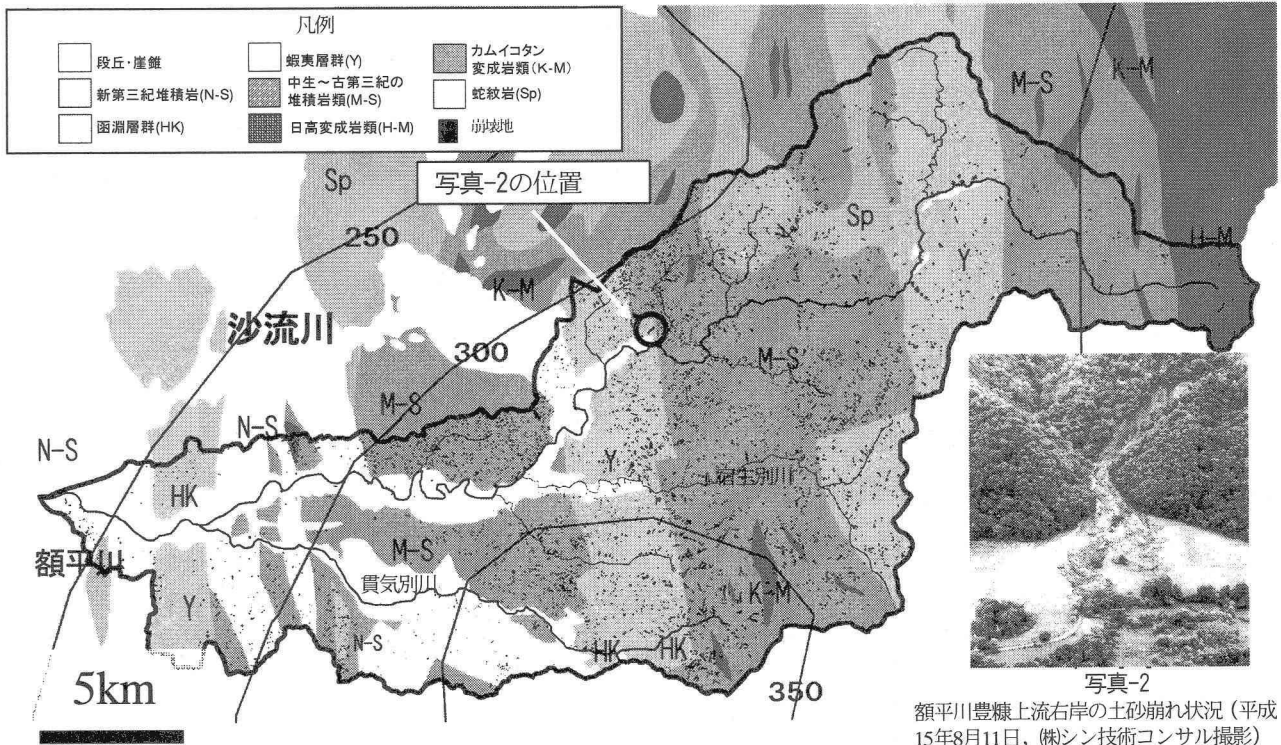 凡例
段丘・崖錐
新第三紀堆積岩(N-S)
函淵層群(HK)
蝦夷層群(Y)
中生~古第三紀の
堆積岩類(M-S)
日高変成岩類(H-M)
カムイコタン
変成岩類(K-M)
蛇紋岩(Sp)
崩壊地
M-S
K-M
Sp
写真-2の位置
250
Sp
Y
H-M
K-M
沙流川
300
M-S
M-S
N-S
N-S
HK
Y
宿主別川
額平川
M-S
貫気別川
K-M
Y
N-S
HK
HK
5km
350
写真-2
額平川豊糠上流右岸の土砂崩れ状況(平成
15年8月11日,㈱シン技術コンサル撮影)